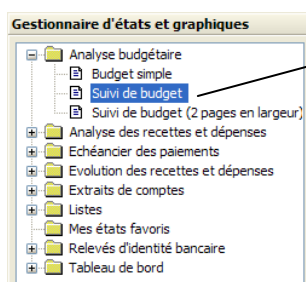 Gestionnaire d'états et graphiques
Analyse budgétaire
Budget simple
Suivi de budget
Suivi de budget (2 pages en largeur)
Analyse des recettes et dépenses
Echéancier des paiements
Evolution des recettes et dépenses
Extraits de comptes
Listes
Mes états favoris
Relevés d'identité bancaire
Tableau de bord